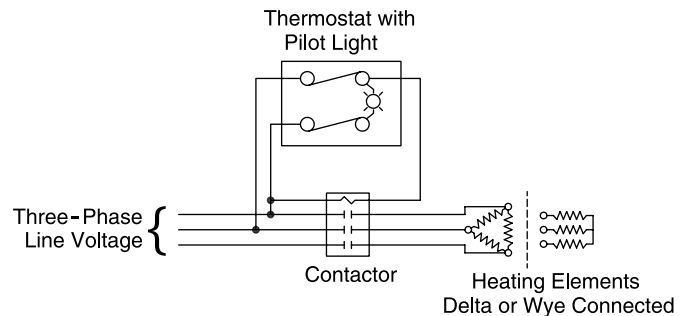 Thermostat with
Pilot Light
Three-Phase
Line Voltage
Contactor
Heating Elements
Delta or Wye Connected